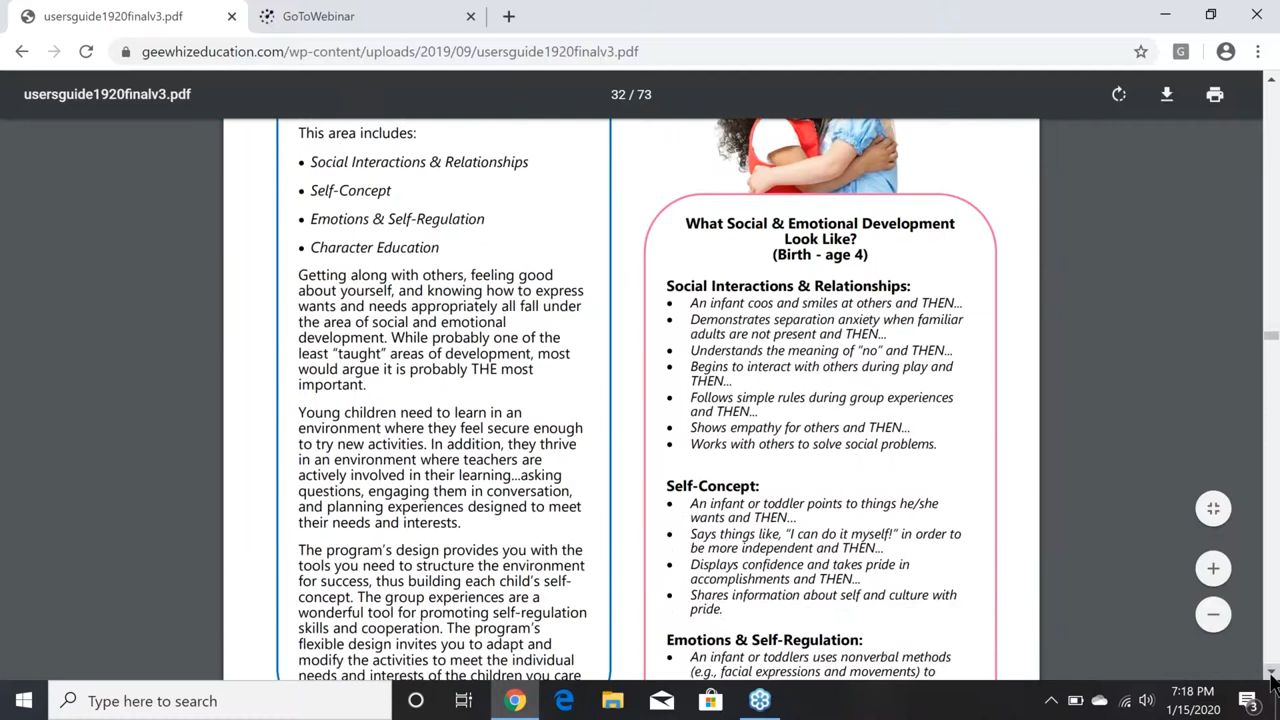 usersguide1920finalv3.pdf
GoToWebinar
geewhizeducation.com/wp-content/uploads/2019/09/usersguide1920finalv3.pdf
G
usersguide1920finalv3.pdf
32 / 73
This area includes:
• Social Interactions & Relationships
• Self-Concept
• Emotions & Self-Regulation
• Character Education
Getting along with others, feeling good
about yourself, and knowing how to express
wants and needs appropriately all fall under
the area of social and emotional
development. While probably one of the
least “taught” areas of development, most
would argue it is probably THE most
important.
Young children need to learn in an
environment where they feel secure enough
to try new activities. In addition, they thrive
in an environment where teachers are
actively involved in their learning...asking
questions, engaging them in conversation,
and planning experiences designed to meet
their needs and interests.
The program’s design provides you with the
tools you need to structure the environment
for success, thus building each child’s self-
concept. The group experiences are a
wonderful tool for promoting self-regulation
skills and cooperation. The program’s
flexible design invites you to adapt and
modify the activities to meet the individual
needs and interests of the children you care
What Social & Emotional Development
Look Like?
(Birth - age 4)
Social Interactions & Relationships:
• An infant coos and smiles at others and THEN...
• Demonstrates separation anxiety when familiar
adults are not present and THEN...
• Understands the meaning of “no” and THEN...
• Begins to interact with others during play and
THEN...
• Follows simple rules during group experiences
and THEN...
• Shows empathy for others and THEN...
• Works with others to solve social problems.
Self-Concept:
• An infant or toddler points to things he/she
wants and THEN...
• Says things like, “I can do it myself!” in order to
be more independent and THEN...
• Displays confidence and takes pride in
accomplishments and THEN...
• Shares information about self and culture with
pride.
Emotions & Self-Regulation:
• An infant or toddlers uses nonverbal methods
(e.g., facial expressions and movements) to
Type here to search
7:18 PM
1/15/2020
3